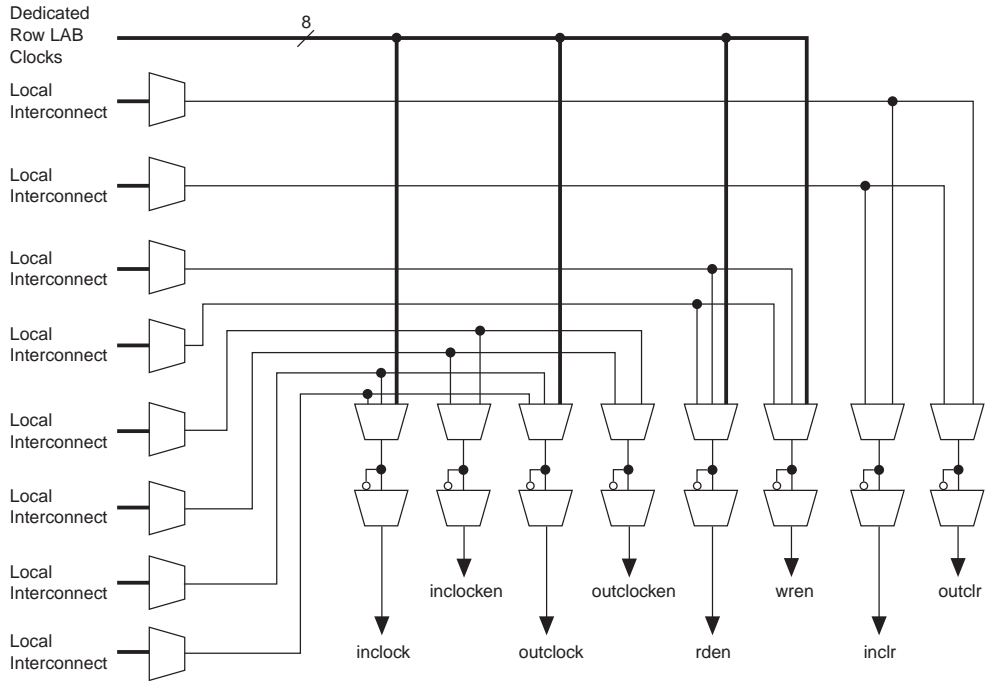 Dedicated
Row LAB
Clocks
8
Local
Interconnect
Local
Interconnect
Local
Interconnect
Local
Interconnect
Local
Interconnect
Local
Interconnect
Local
Interconnect
Local
Interconnect
inclocken
outclocken
wren
outclr
inclock
outclock
rden
inclr